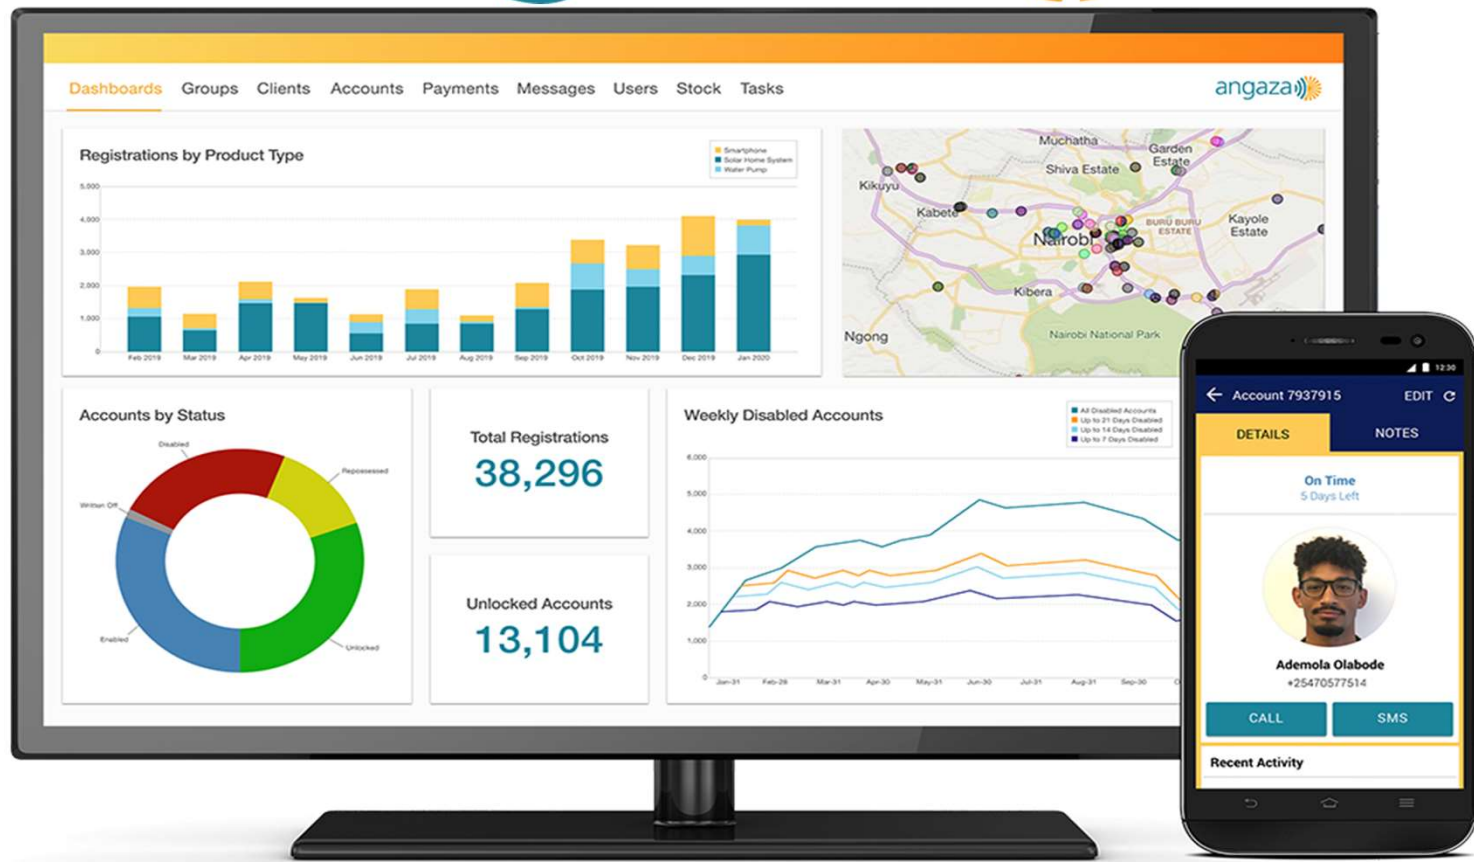 Dashboards Groups Clients Accounts Payments Messages Users Stock Tasks
angaza
Registrations by Product Type
Smartphone
Solar Home System
Water Pump
5,000
4,000
3,000
2,000
1,000
0
Feb 2019 Mar 2019 Apr 2019 May 2019 Jun 2019 Jul 2019 Aug 2019 Sep 2019 Oct 2019 Nov 2019 Dec 2019 Jan 2020
Muchatha
Garden
Estate
Shiva Estate
Kikuyu
Kabete
BURU BURU
ESTATE
Kayole
Estate
Nairobi
Kibera
Ngong
Nairobi National Park
Accounts by Status
Disabled
Repossessed
Written Off
Enabled
Unlocked
Total Registrations
38,296
Unlocked Accounts
13,104
Weekly Disabled Accounts
All Disabled Accounts
Up to 21 Days Disabled
Up to 14 Days Disabled
Up to 7 Days Disabled
6,000
5,000
4,000
3,000
2,000
1,000
0
Jan-31 Feb-28 Mar-31 Apr-30 May-31 Jun-30 Jul-31 Aug-31 Sep-30
12:30
Account 7937915 EDIT
DETAILS NOTES
On Time
5 Days Left
Ademola Olabode
+25470577514
CALL SMS
Recent Activity